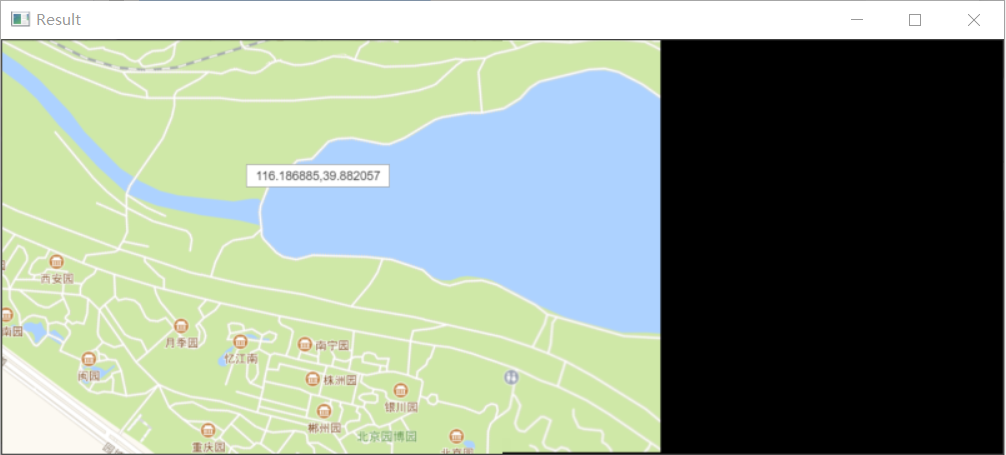 Result
116.186885,39.882057
西安园
南园
月季园
忆江南
南宁园
闽园
株洲园
银川园
郴州园
北京园博园
重庆园
北京园